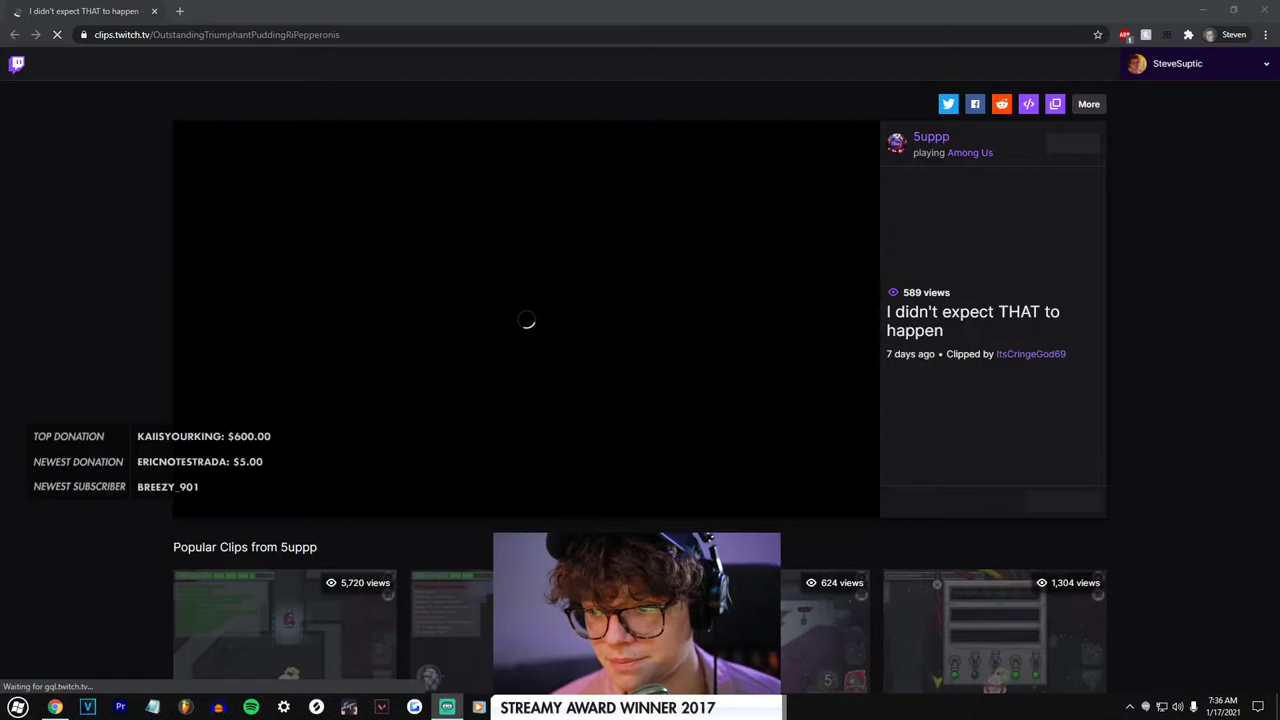 I didn't expect THAT to happen
clips.twitch.tv/OutstandingTriumphantPuddingRiPepperonis
Steven
SteveSuptic
More
5uppp
playing Among Us
589 views
I didn't expect THAT to
happen
7 days ago • Clipped by ItsCringeGod69
TOP DONATION KAIISYOURKING: $600.00
NEWEST DONATION ERICNOTESTRADA: $5.00
NEWEST SUBSCRIBER BREEZY_901
Popular Clips from 5uppp
5,720 views
624 views
1,304 views
5
Waiting for gql.twitch.tv...
STREAMY AWARD WINNER 2017
7:36 AM
1/17/2021